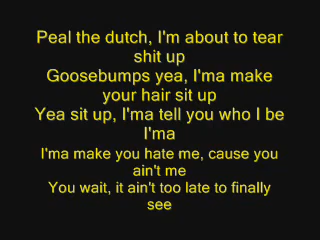 Peal the dutch, I'm about to tear
shit up
Goosebumps yea, I'ma make
your hair sit up
Yea sit up, I'ma tell you who I be
I'ma
I'ma make you hate me, cause you
ain't me
You wait, it ain't too late to finally
see